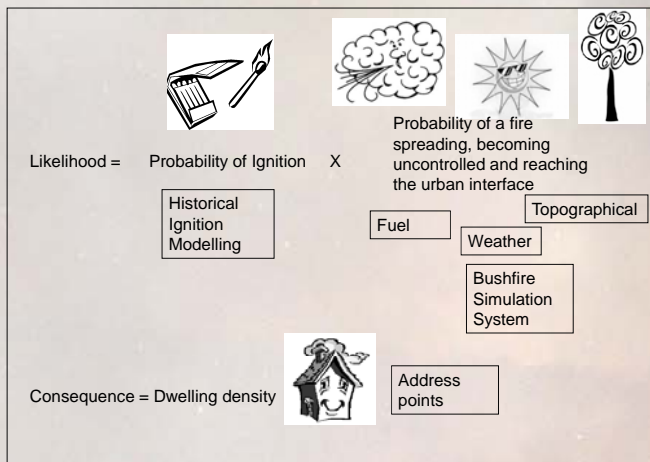 Likelihood = Probability of Ignition X
Probability of a fire
spreading, becoming
uncontrolled and reaching
the urban interface
Historical
Ignition
Modelling
Fuel
Topographical
Weather
Bushfire
Simulation
System
Consequence = Dwelling density
Address
points